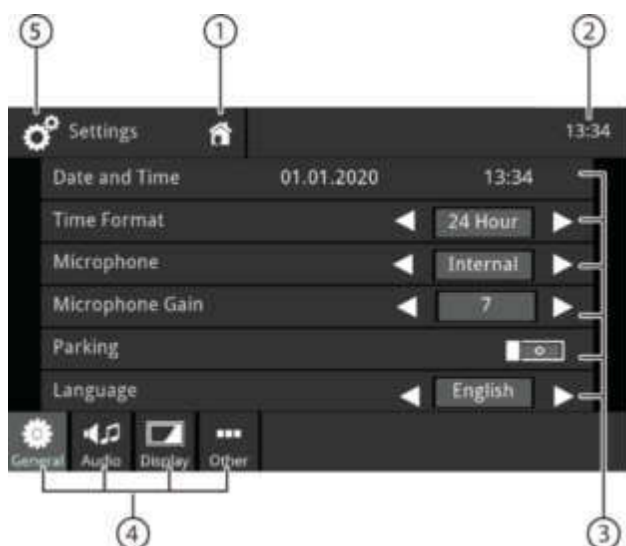 5 1 2
Settings 13:34
Date and Time 01.01.2020 13:34
Time Format 24 Hour
Microphone Internal
Microphone Gain 7
Parking
Language English
General Audio Display Other
4 3